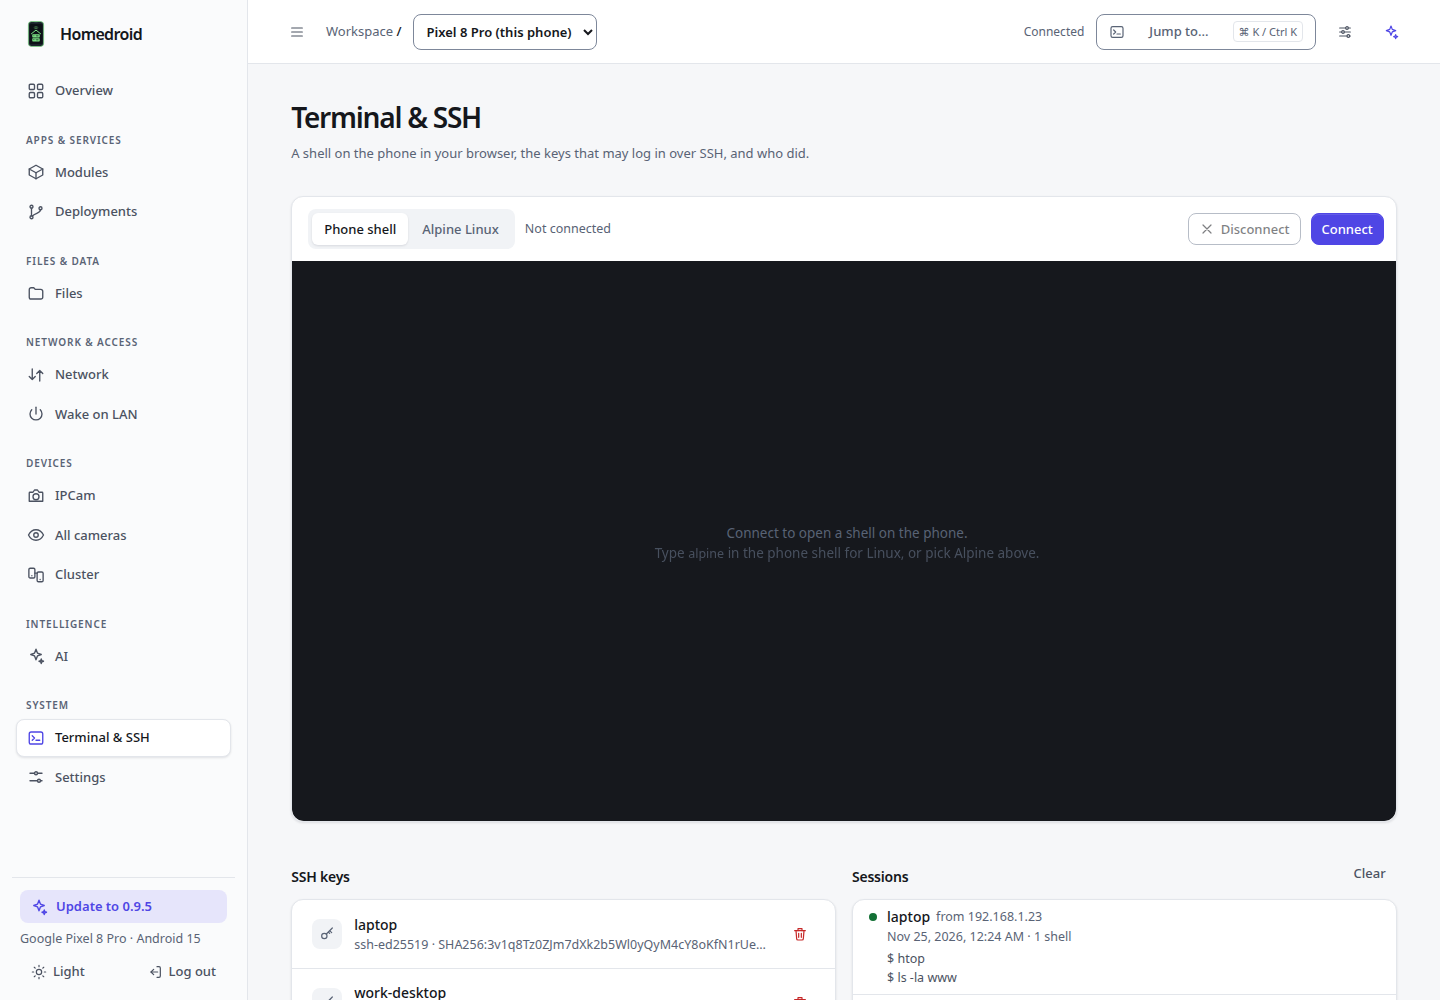 Homedroid
Overview
APPS & SERVICES
Modules
Deployments
FILES & DATA
Files
NETWORK & ACCESS
Network
Wake on LAN
DEVICES
IPCam
All cameras
Cluster
INTELLIGENCE
AI
SYSTEM
Terminal & SSH
Settings
Update to 0.9.5
Google Pixel 8 Pro · Android 15
Light
Log out
Workspace /
Pixel 8 Pro (this phone)
Connected
Jump to...
⌘ K / Ctrl K
Terminal & SSH
A shell on the phone in your browser, the keys that may log in over SSH, and who did.
Phone shell
Alpine Linux
Not connected
Disconnect
Connect
Connect to open a shell on the phone.
Type alpine in the phone shell for Linux, or pick Alpine above.
SSH keys
laptop
ssh-ed25519 · SHA256:3v1q8Tz0ZJm7dXk2b5Wl0yQyM4cY8oKfN1rUe...
work-desktop
Sessions
Clear
laptop from 192.168.1.23
Nov 25, 2026, 12:24 AM · 1 shell
$ htop
$ ls -la www